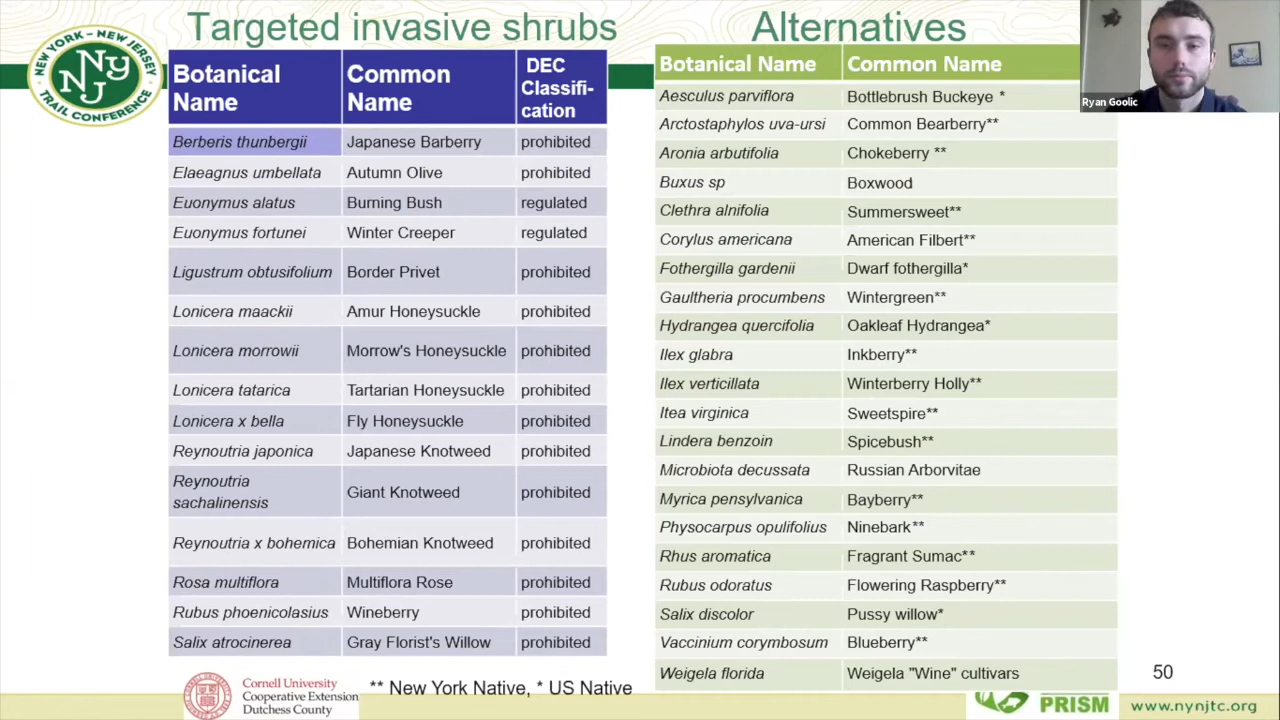 Targeted invasive shrubs
Alternatives
NEW YORK – NEW JERSEY
NY
NJ
TRAIL CONFERENCE
Botanical Name Common Name DEC Classifi-cation
Berberis thunbergii Japanese Barberry prohibited
Elaeagnus umbellata Autumn Olive prohibited
Euonymus alatus Burning Bush regulated
Euonymus fortunei Winter Creeper regulated
Ligustrum obtusifolium Border Privet prohibited
Lonicera maackii Amur Honeysuckle prohibited
Lonicera morrowii Morrow's Honeysuckle prohibited
Lonicera tatarica Tartarian Honeysuckle prohibited
Lonicera x bella Fly Honeysuckle prohibited
Reynoutria japonica Japanese Knotweed prohibited
Reynoutria sachalinensis Giant Knotweed prohibited
Reynoutria x bohemica Bohemian Knotweed prohibited
Rosa multiflora Multiflora Rose prohibited
Rubus phoenicolasius Wineberry prohibited
Salix atrocinerea Gray Florist's Willow prohibited
Botanical Name Common Name
Aesculus parviflora Bottlebrush Buckeye *
Arctostaphylos uva-ursi Common Bearberry**
Aronia arbutifolia Chokeberry **
Buxus sp Boxwood
Clethra alnifolia Summersweet**
Corylus americana American Filbert**
Fothergilla gardenii Dwarf fothergilla*
Gaultheria procumbens Wintergreen**
Hydrangea quercifolia Oakleaf Hydrangea*
Ilex glabra Inkberry**
Ilex verticillata Winterberry Holly**
Itea virginica Sweetspire**
Lindera benzoin Spicebush**
Microbiota decussata Russian Arborvitae
Myrica pensylvanica Bayberry**
Physocarpus opulifolius Ninebark**
Rhus aromatica Fragrant Sumac**
Rubus odoratus Flowering Raspberry**
Salix discolor Pussy willow*
Vaccinium corymbosum Blueberry**
Weigela florida Weigela "Wine" cultivars
Ryan Goolic
50
Cornell University
Cooperative Extension
Dutchess County
** New York Native, * US Native
PRISM
www.nynjtc.org